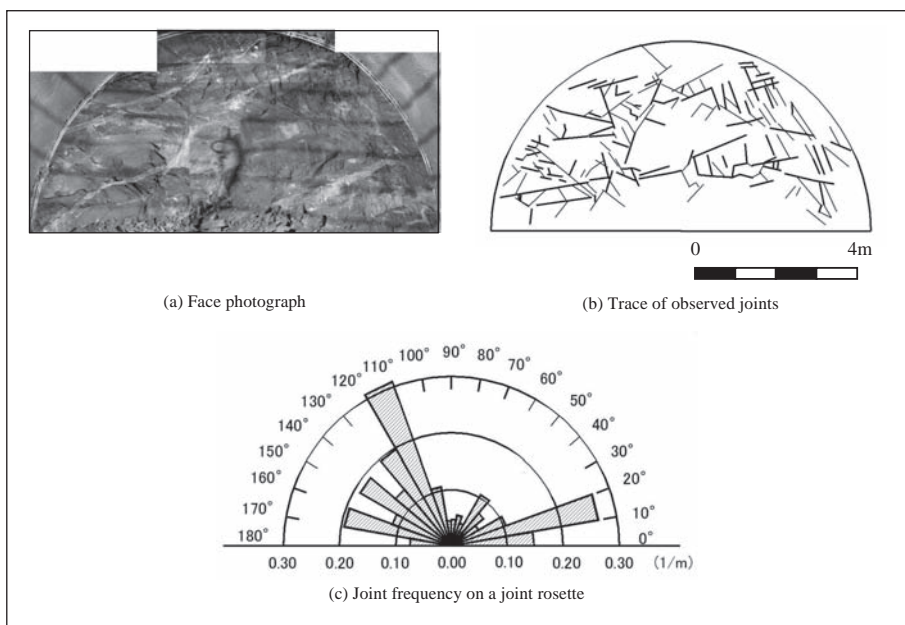 0 4m
(a) Face photograph
(b) Trace of observed joints
90°
100° 80°
110° 70°
120° 60°
130° 50°
140° 40°
150° 30°
160° 20°
170° 10°
180° 0°
0.30 0.20 0.10 0.00 0.10 0.20 0.30 (1/m)
(c) Joint frequency on a joint rosette